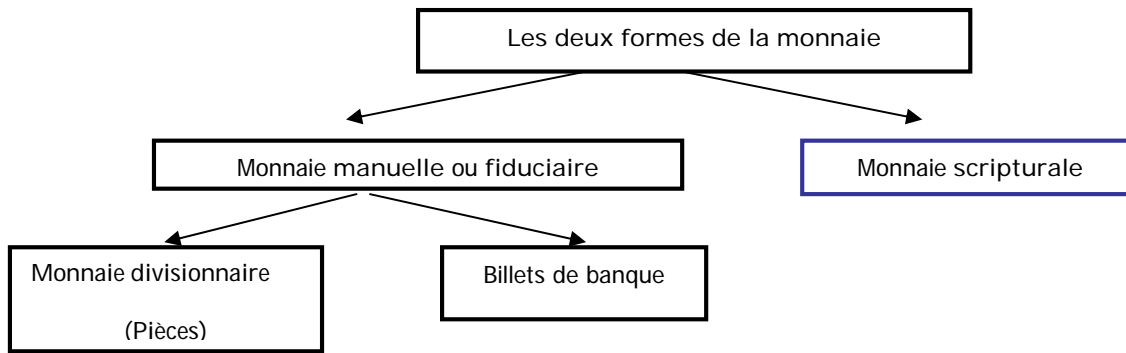 Les deux formes de la monnaie
Monnaie manuelle ou fiduciaire
Monnaie scripturale
Monnaie divisionnaire
(Pièces)
Billets de banque